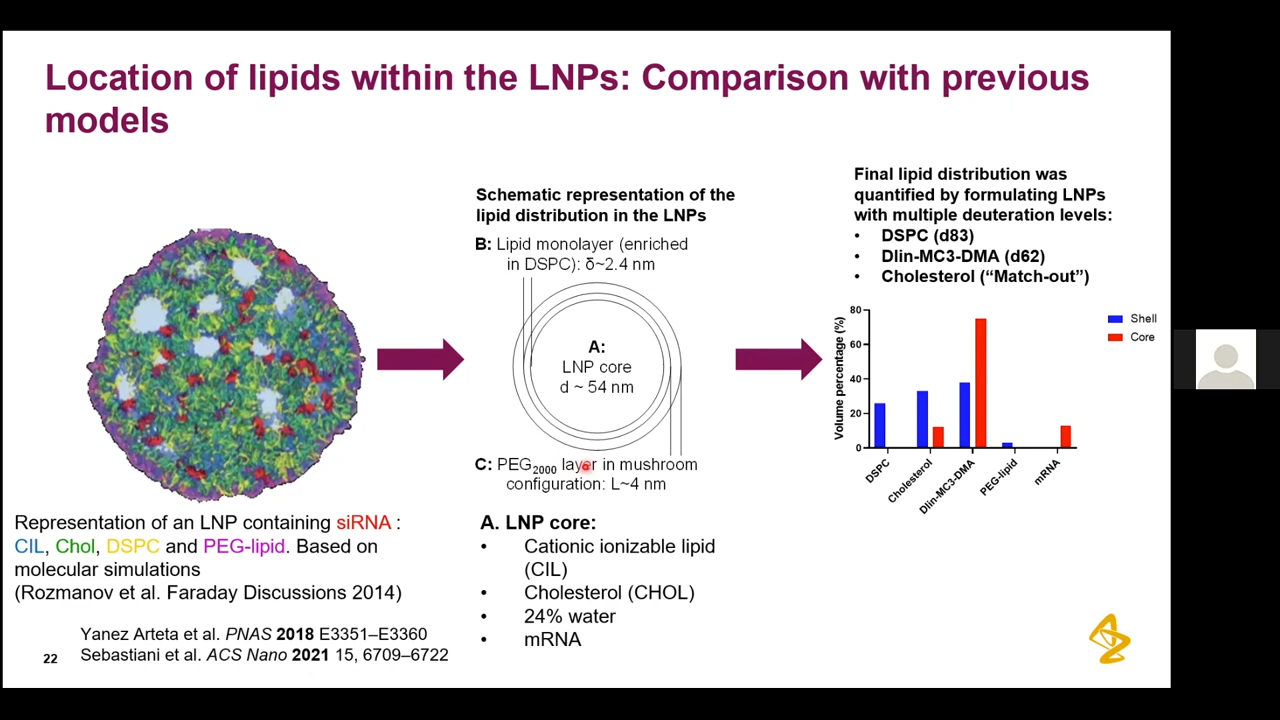 Location of lipids within the LNPs: Comparison with previous
models
Representation of an LNP containing siRNA :
CIL, Chol, DSPC and PEG-lipid. Based on
molecular simulations
(Rozmanov et al. Faraday Discussions 2014)
Yanez Arteta et al. PNAS 2018 E3351–E3360
Sebastiani et al. ACS Nano 2021 15, 6709–6722
22
Schematic representation of the
lipid distribution in the LNPs
B: Lipid monolayer (enriched
in DSPC): δ~2.4 nm
A:
LNP core
d ~ 54 nm
C: PEG2000 layer in mushroom
configuration: L~4 nm
A. LNP core:
• Cationic ionizable lipid
(CIL)
• Cholesterol (CHOL)
• 24% water
• mRNA
Final lipid distribution was
quantified by formulating LNPs
with multiple deuteration levels:
• DSPC (d83)
• Dlin-MC3-DMA (d62)
• Cholesterol (“Match-out”)
Volume percentage (%)
80
60
40
20
0
DSPC
Cholesterol
Dlin-MC3-DMA
PEG-lipid
mRNA
Shell
Core